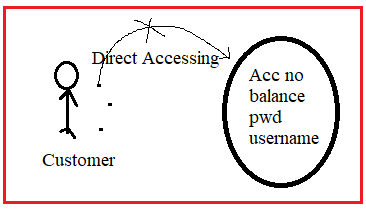 Direct Accessing
Acc no
balance
pwd
username
Customer